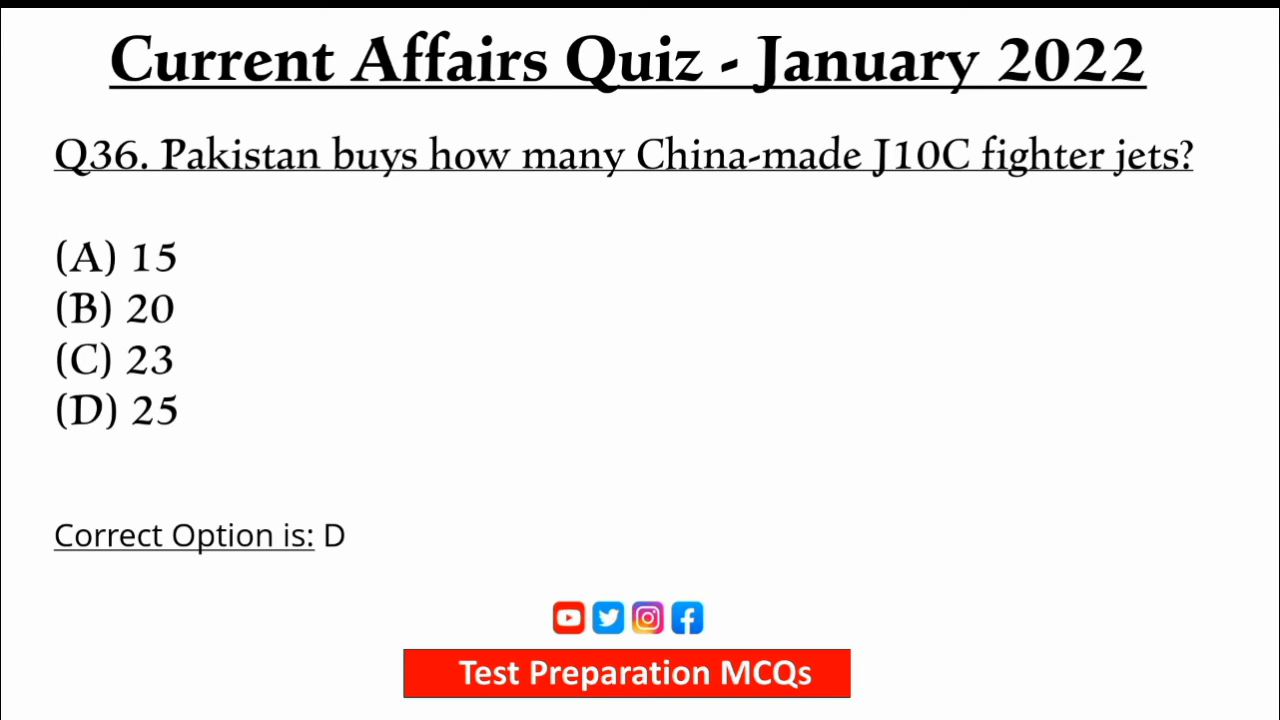 Current Affairs Quiz - January 2022
Q36. Pakistan buys how many China-made J10C fighter jets?
(A) 15
(B) 20
(C) 23
(D) 25
Correct Option is: D
Test Preparation MCQs